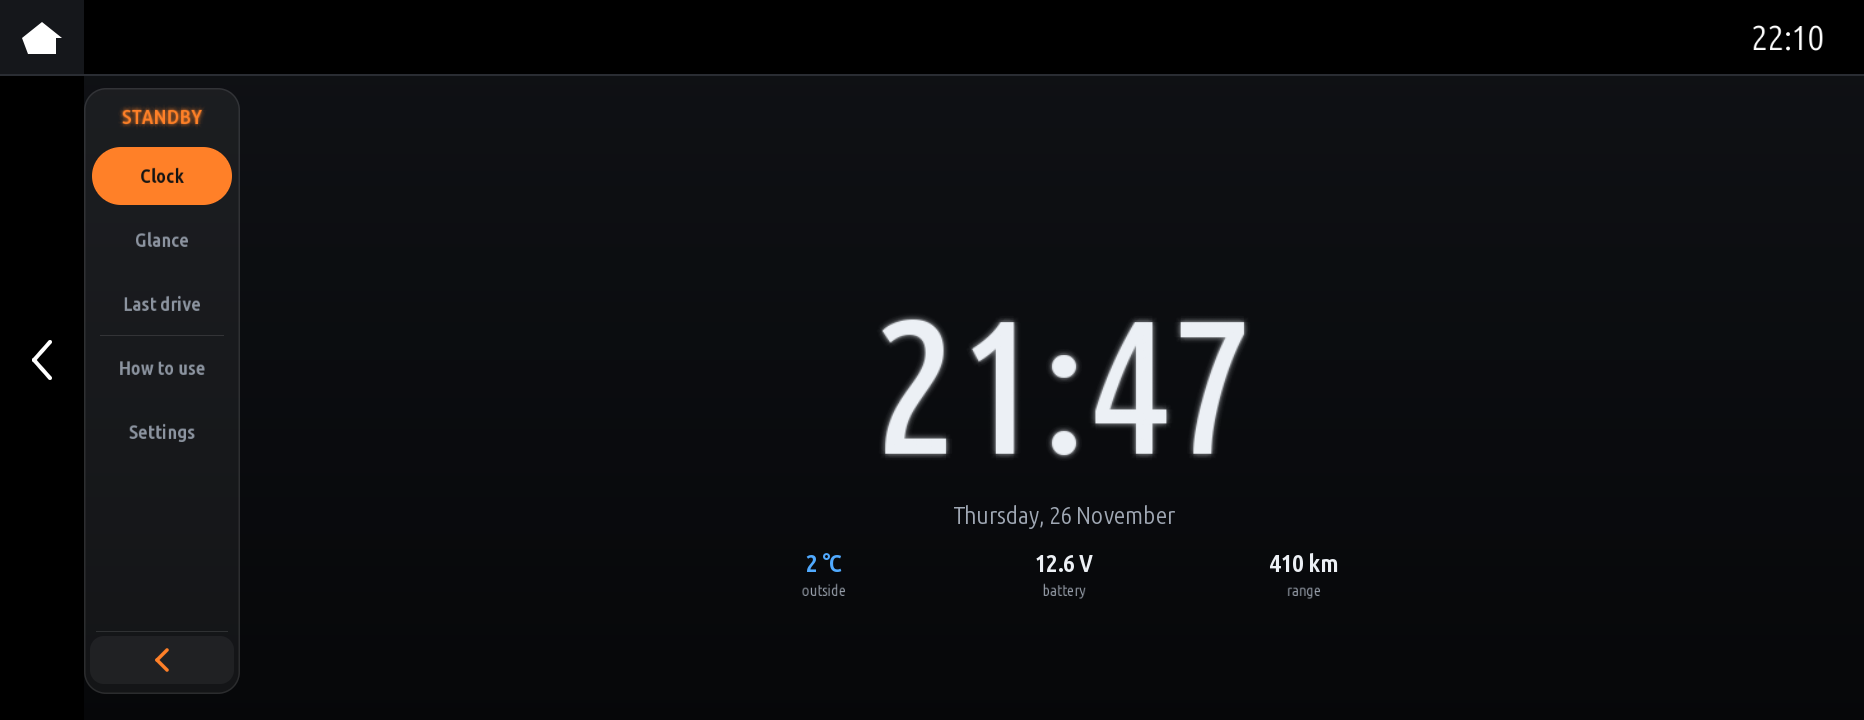 22:10
STANDBY
Clock
Glance
Last drive
How to use
Settings
21:47
Thursday, 26 November
2 °C
outside
12.6 V
battery
410 km
range